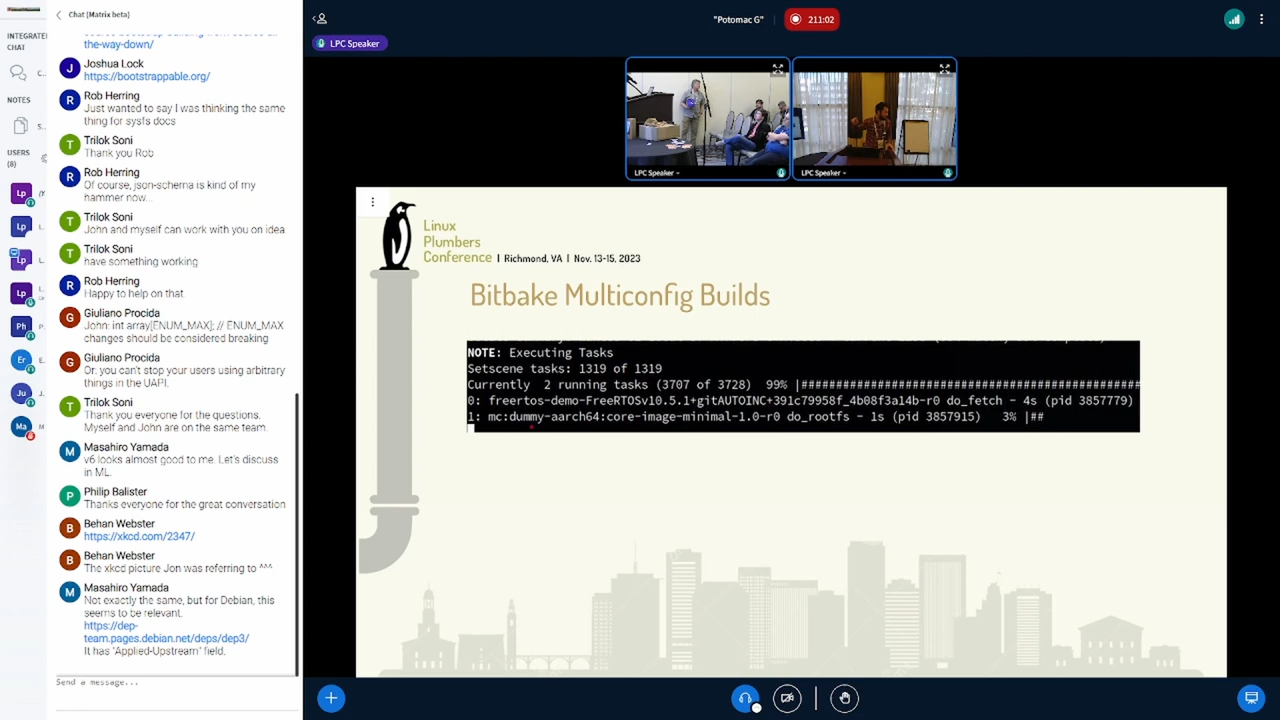 INTEGRATE
CHAT
C..
NOTES
S..
USERS
(8)
Lp
Lp
Lp
Lp
Ph
Er
Ju
Ma
Chat [Matrix beta]
the-way-down/
J
Joshua Lock
https://bootstrappable.org/
R
Rob Herring
Just wanted to say I was thinking the same
thing for sysfs docs
T
Trilok Soni
Thank you Rob
R
Rob Herring
Of course, json-schema is kind of my
hammer now...
T
Trilok Soni
John and myself can work with you on idea
T
Trilok Soni
have something working
R
Rob Herring
Happy to help on that
G
Giuliano Procida
John: int array[ENUM_MAX]; // ENUM_MAX
changes should be considered breaking
G
Giuliano Procida
Or: you can't stop your users using arbitrary
things in the UAPI.
T
Trilok Soni
Thank you everyone for the questions.
Myself and John are on the same team.
M
Masahiro Yamada
v6 looks almost good to me. Let's discuss
in ML.
P
Philip Balister
Thanks everyone for the great conversation
B
Behan Webster
https://xkcd.com/2347/
B
Behan Webster
The xkcd picture Jon was referring to ^^^
M
Masahiro Yamada
Not exactly the same, but for Debian, this
seems to be relevant.
https://dep-
team.pages.debian.net/deps/dep3/
It has 'Applied-Upstream' field.
Send a message...
"Potomac G"
211:02
LPC Speaker
LPC Speaker
LPC Speaker
Linux
Plumbers
Conference | Richmond, VA | Nov. 13-15, 2023
Bitbake Multiconfig Builds
NOTE: Executing Tasks
Setscene tasks: 1319 of 1319
Currently 2 running tasks (3707 of 3728) 99% |############################################
0: freertos-demo-FreeRTOSv10.5.1+gitAUTOINC+391c79958f_4b08f3a14b-r0 do_fetch - 4s (pid 3857779)
1: mc:dummy-aarch64:core-image-minimal-1.0-r0 do_rootfs - 1s (pid 3857915) 3% |##